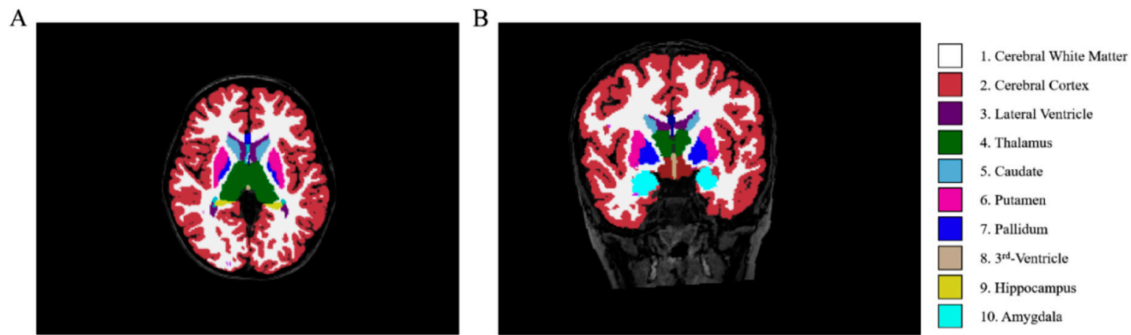 A
B
1. Cerebral White Matter
2. Cerebral Cortex
3. Lateral Ventricle
4. Thalamus
5. Caudate
6. Putamen
7. Pallidum
8. 3rd-Ventricle
9. Hippocampus
10. Amygdala